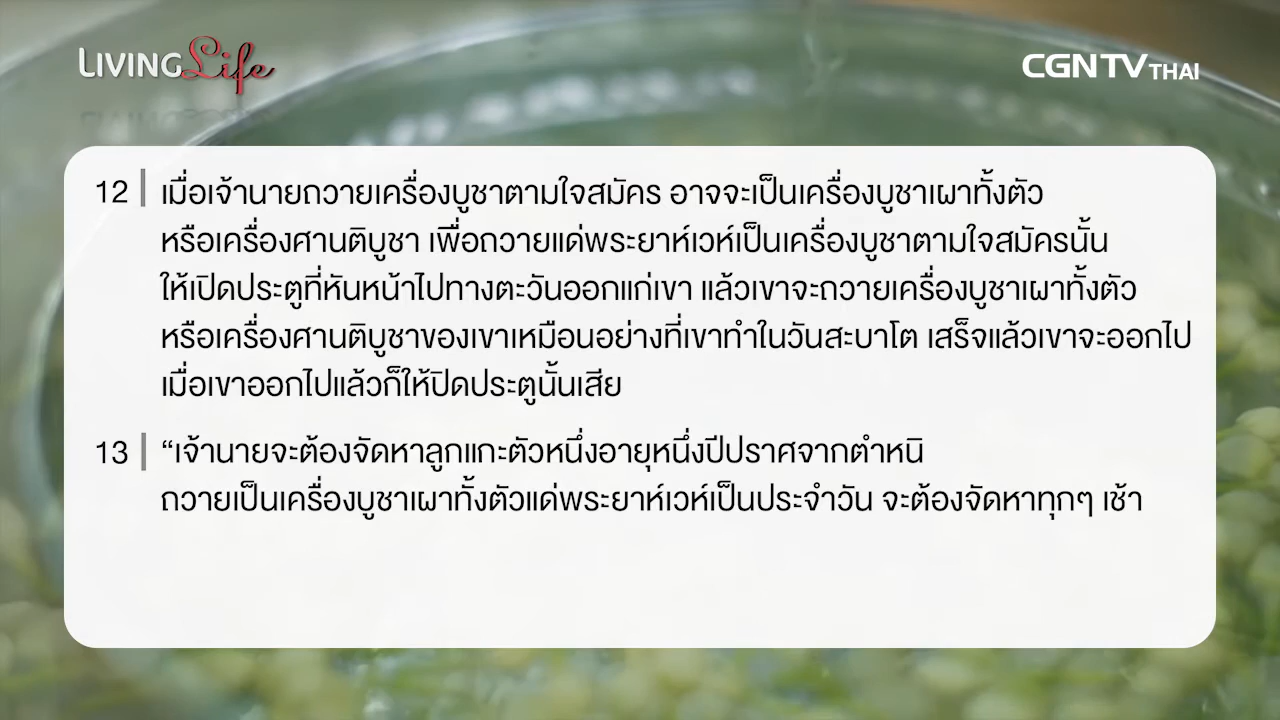 LIVING Life
CGNTV THAI
12 เมื่อเจ้านายถวายเครื่องบูชาตามใจสมัคร อาจจะเป็นเครื่องบูชาเผาทั้งตัว
หรือเครื่องศานติบูชา เพื่อถวายแด่พระยาห์เวห์เป็นเครื่องบูชาตามใจสมัครนั้น
ให้เปิดประตูที่หันหน้าไปทางตะวันออกแก่เขา แล้วเขาจะถวายเครื่องบูชาเผาทั้งตัว
หรือเครื่องศานติบูชาของเขาเหมือนอย่างที่เขาทำในวันสะบาโต เสร็จแล้วเขาจะออกไป
เมื่อเขาออกไปแล้วก็ให้ปิดประตูนั้นเสีย
13 “เจ้านายจะต้องจัดหาลูกแกะตัวหนึ่งอายุหนึ่งปีปราศจากตำหนิ
ถวายเป็นเครื่องบูชาเผาทั้งตัวแด่พระยาห์เวห์เป็นประจำวัน จะต้องจัดหาทุกๆ เช้า